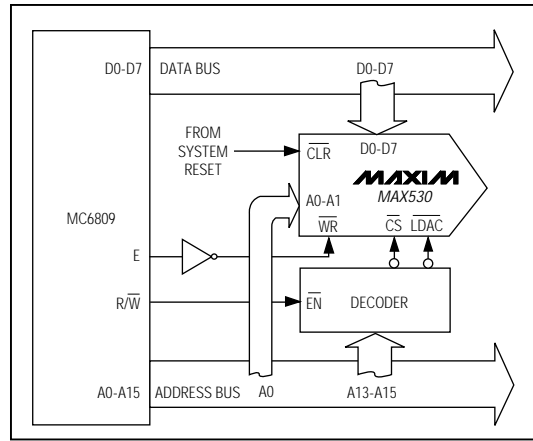 D0-D7 DATA BUS D0-D7
FROM
SYSTEM
RESET
CLR D0-D7
MAXIM
MAX530
A0-A1
MC6809
WR CS LDAC
E
R/W
EN DECODER
A0-A15 ADDRESS BUS A0 A13-A15